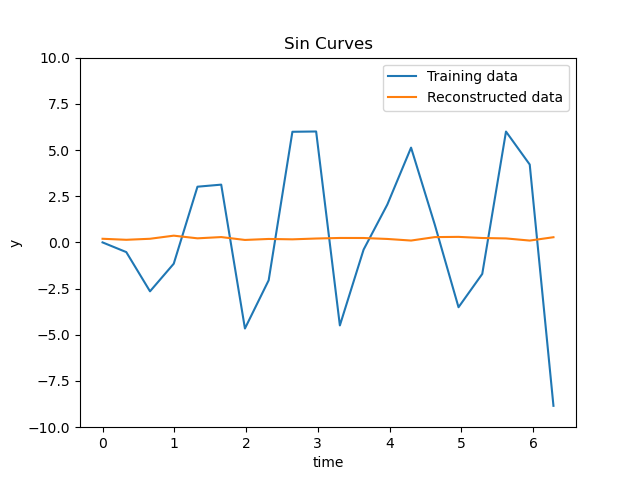 Sin Curves
Training data
Reconstructed data
10.0
7.5
5.0
2.5
0.0
−2.5
−5.0
−7.5
−10.0
y
0 1 2 3 4 5 6
time